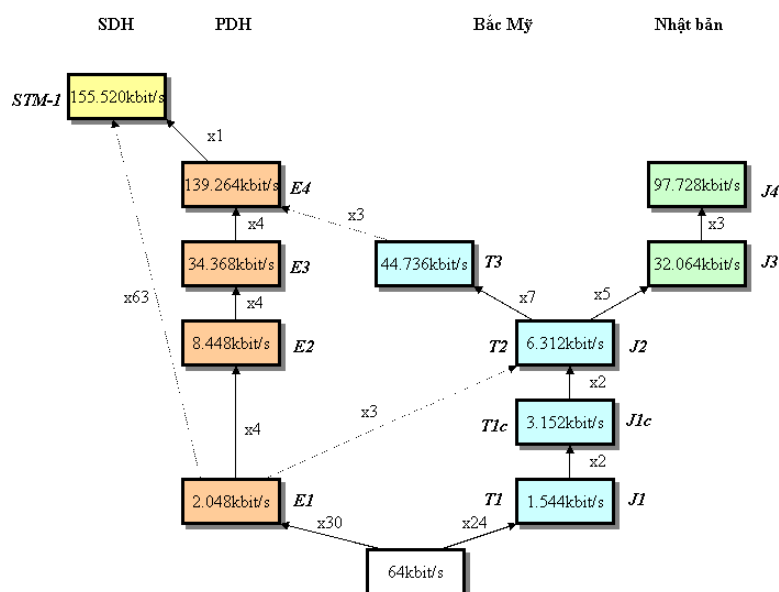 SDH PDH Bắc Mỹ Nhật bản
STM-1 155.520kbit/s
x1
139.264kbit/s E4 97.728kbit/s J4
x4 x3 x3
34.368kbit/s E3 44.736kbit/s T3 32.064kbit/s J3
x63 x4 x7 x5
8.448kbit/s E2 T2 6.312kbit/s J2
x2
x3
x4 T1c 3.152kbit/s J1c
x2
2.048kbit/s E1 T1 1.544kbit/s J1
x30 x24
64kbit/s